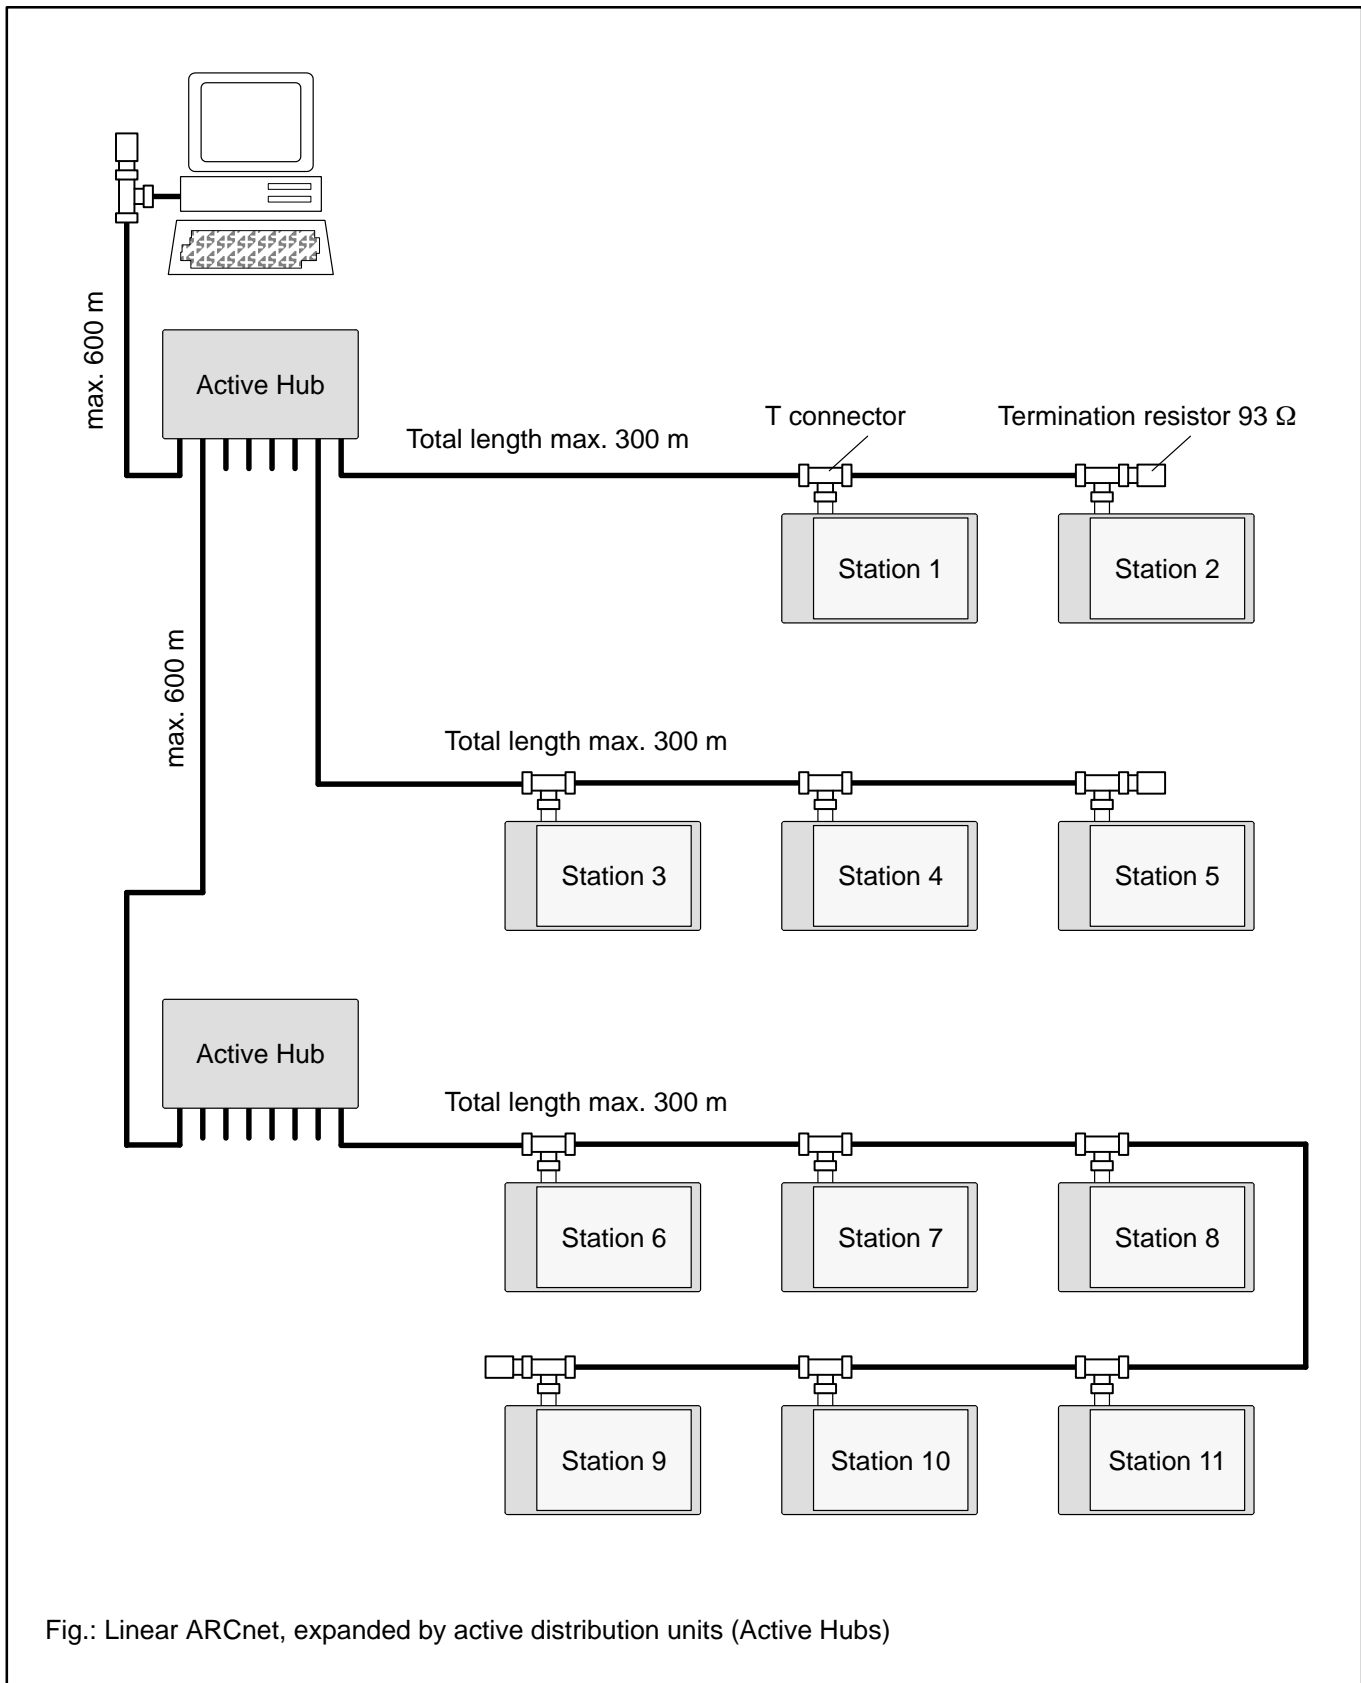 max. 600 m
Active Hub
T connector
Termination resistor 93 Ω
Total length max. 300 m
Station 1
Station 2
max. 600 m
Total length max. 300 m
Station 3
Station 4
Station 5
Active Hub
Total length max. 300 m
Station 6
Station 7
Station 8
Station 9
Station 10
Station 11
Fig.: Linear ARCnet, expanded by active distribution units (Active Hubs)